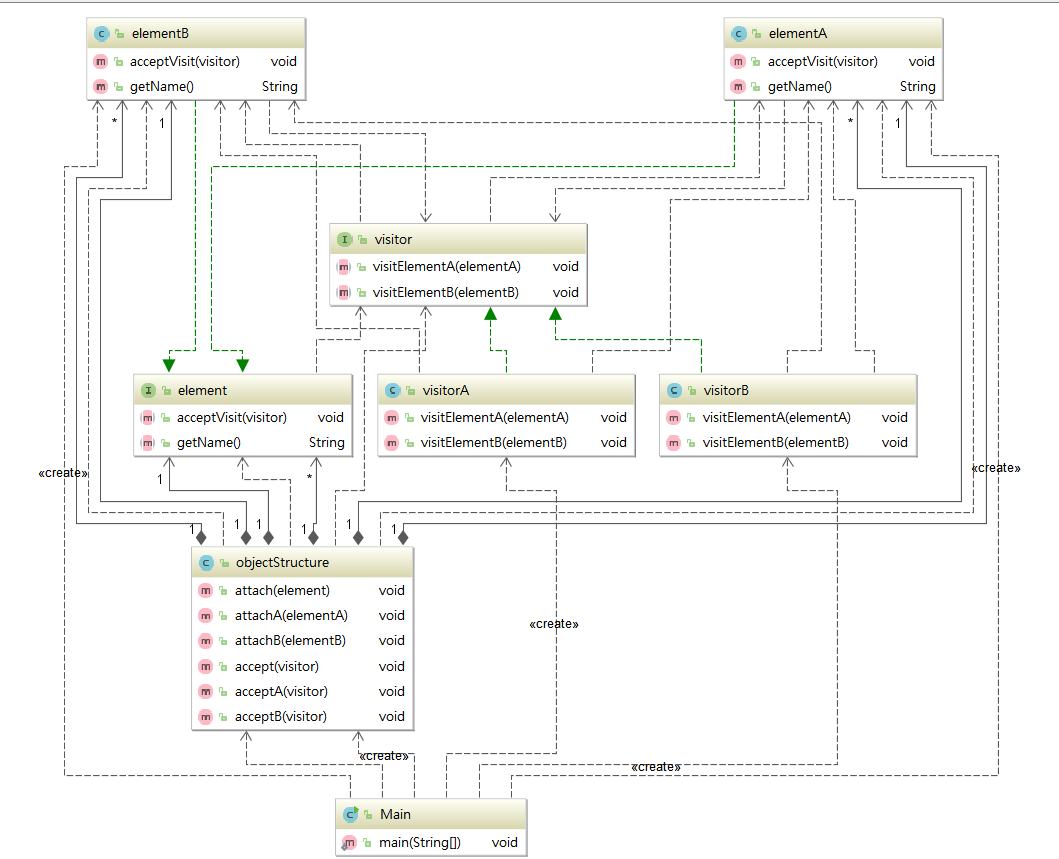 elementB
acceptVisit(visitor) void
getName() String
elementA
acceptVisit(visitor) void
getName() String
* 1 * 1
visitor
visitElementA(elementA) void
visitElementB(elementB) void
element
acceptVisit(visitor) void
getName() String
visitorA
visitElementA(elementA) void
visitElementB(elementB) void
visitorB
visitElementA(elementA) void
visitElementB(elementB) void
«create» 1 * «create»
1 1 1 1 1 1
objectStructure
attach(element) void
attachA(elementA) void
attachB(elementB) void
accept(visitor) void
acceptA(visitor) void
acceptB(visitor) void
«create»
«create»
«create»
Main
main(String[]) void